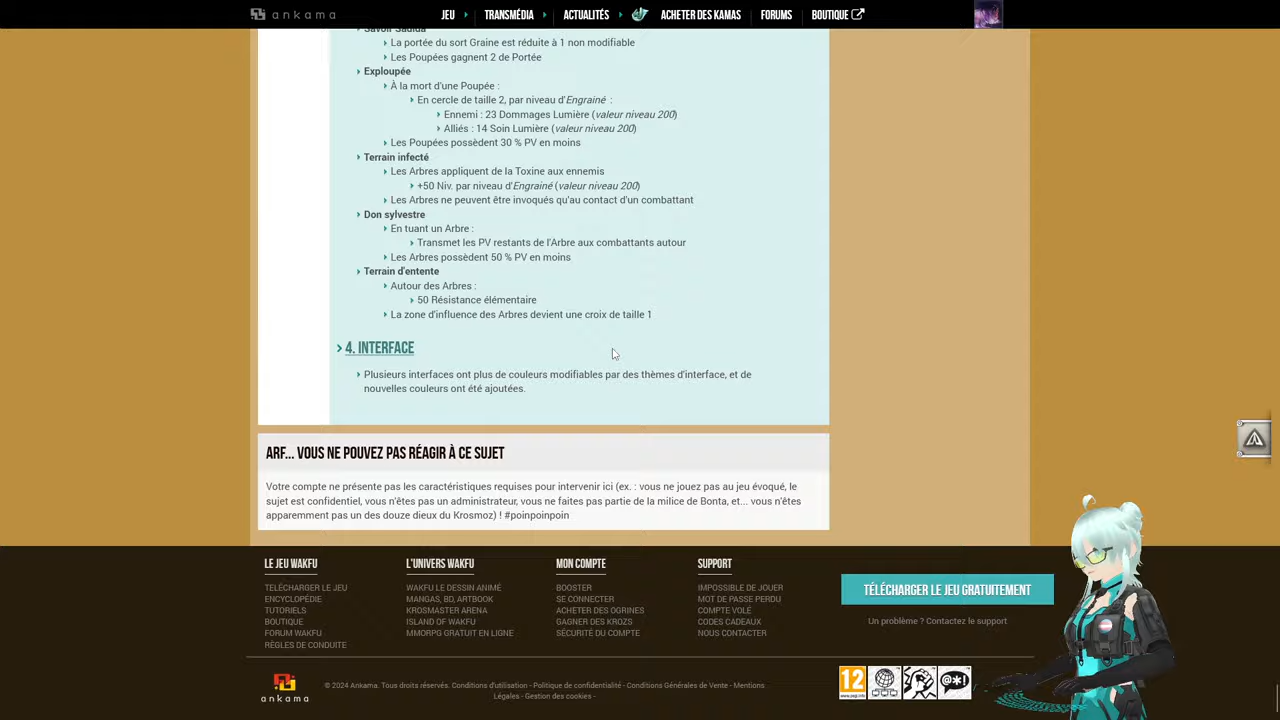 ankama
JEU
TRANSMÉDIA
ACTUALITÉS
ACHETER DES KAMAS
FORUMS
BOUTIQUE
Savoir Sadida
La portée du sort Graine est réduite à 1 non modifiable
Les Poupées gagnent 2 de Portée
Exploupée
À la mort d'une Poupée :
En cercle de taille 2, par niveau d'Engrainé :
Ennemi : 23 Dommages Lumière (valeur niveau 200)
Alliés : 14 Soin Lumière (valeur niveau 200)
Les Poupées possèdent 30 % PV en moins
Terrain infecté
Les Arbres appliquent de la Toxine aux ennemis
+50 Niv. par niveau d'Engrainé (valeur niveau 200)
Les Arbres ne peuvent être invoqués qu'au contact d'un combattant
Don sylvestre
En tuant un Arbre :
Transmet les PV restants de l'Arbre aux combattants autour
Les Arbres possèdent 50 % PV en moins
Terrain d'entente
Autour des Arbres :
50 Résistance élémentaire
La zone d'influence des Arbres devient une croix de taille 1
4. INTERFACE
Plusieurs interfaces ont plus de couleurs modifiables par des thèmes d'interface, et de
nouvelles couleurs ont été ajoutées.
ARF... VOUS NE POUVEZ PAS RÉAGIR À CE SUJET
Votre compte ne présente pas les caractéristiques requises pour intervenir ici (ex. : vous ne jouez pas au jeu évoqué, le
sujet est confidentiel, vous n'êtes pas un administrateur, vous ne faites pas partie de la milice de Bonta, et... vous n'êtes
apparemment pas un des douze dieux du Krosmoz) ! #poinpoinpoin
LE JEU WAKFU
TELÉCHARGER LE JEU
ENCYCLOPÉDIE
TUTORIELS
BOUTIQUE
FORUM WAKFU
RÈGLES DE CONDUITE
L'UNIVERS WAKFU
WAKFU LE DESSIN ANIMÉ
MANGAS, BD, ARTBOOK
KROSMASTER ARENA
ISLAND OF WAKFU
MMORPG GRATUIT EN LIGNE
MON COMPTE
BOOSTER
SE CONNECTER
ACHETER DES OGRINES
GAGNER DES KROZS
SÉCURITÉ DU COMPTE
SUPPORT
IMPOSSIBLE DE JOUER
MOT DE PASSE PERDU
COMPTE VOLÉ
CODES CADEAUX
NOUS CONTACTER
TÉLÉCHARGER LE JEU GRATUITEMENT
Un problème ? Contactez le support
ankama
© 2024 Ankama. Tous droits réservés. Conditions d'utilisation - Politique de confidentialité - Conditions Générales de Vente - Mentions
Légales - Gestion des cookies -
12
www.pegi.info
@*!